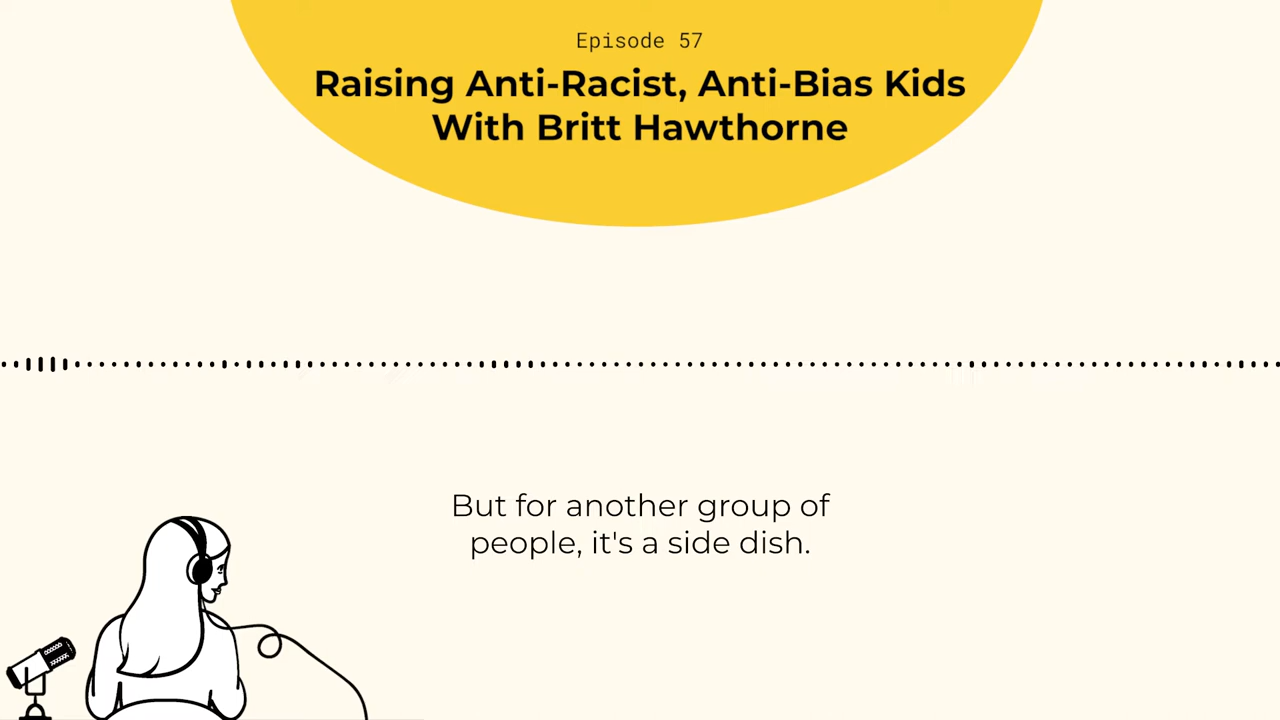 Episode 57
Raising Anti-Racist, Anti-Bias Kids
With Britt Hawthorne
But for another group of
people, it's a side dish.